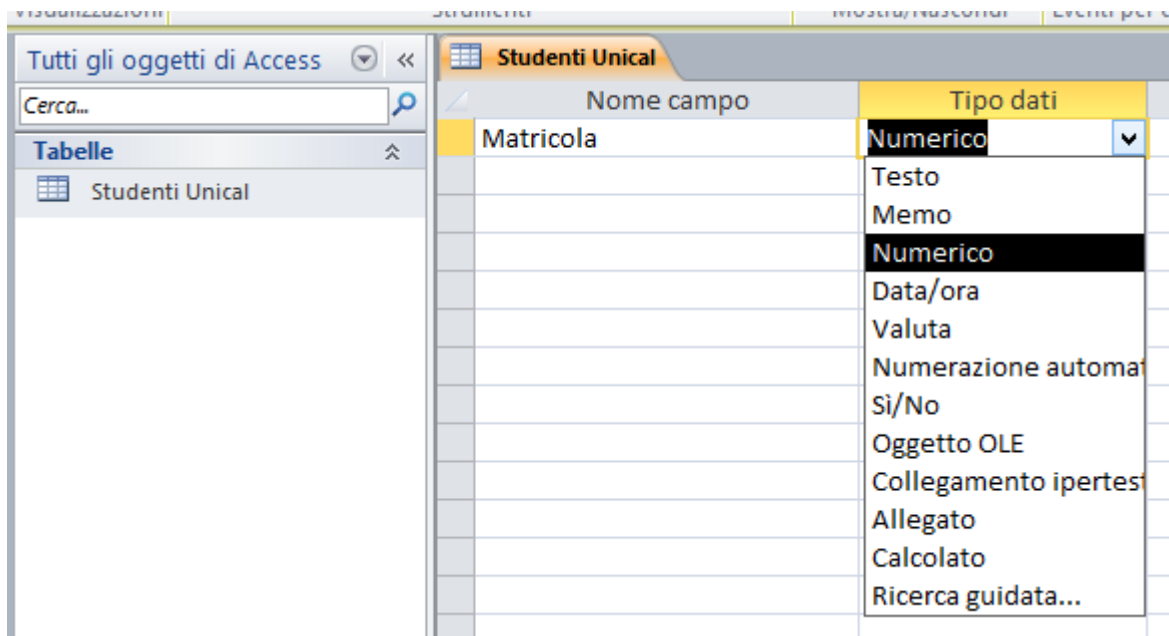 Tutti gli oggetti di Access
Cerca...
Tabelle
Studenti Unical
Studenti Unical
Nome campo
Tipo dati
Matricola
Numerico
Testo
Memo
Numerico
Data/ora
Valuta
Numerazione automat
Sì/No
Oggetto OLE
Collegamento ipertest
Allegato
Calcolato
Ricerca guidata...